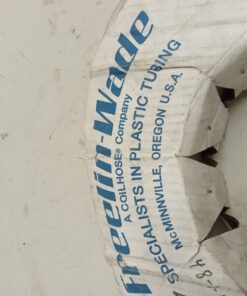 Freelin-Wade
A COILHOSE® Company
SPECIALISTS IN PLASTIC TUBING
McMINNVILLE, OREGON U.S.A.